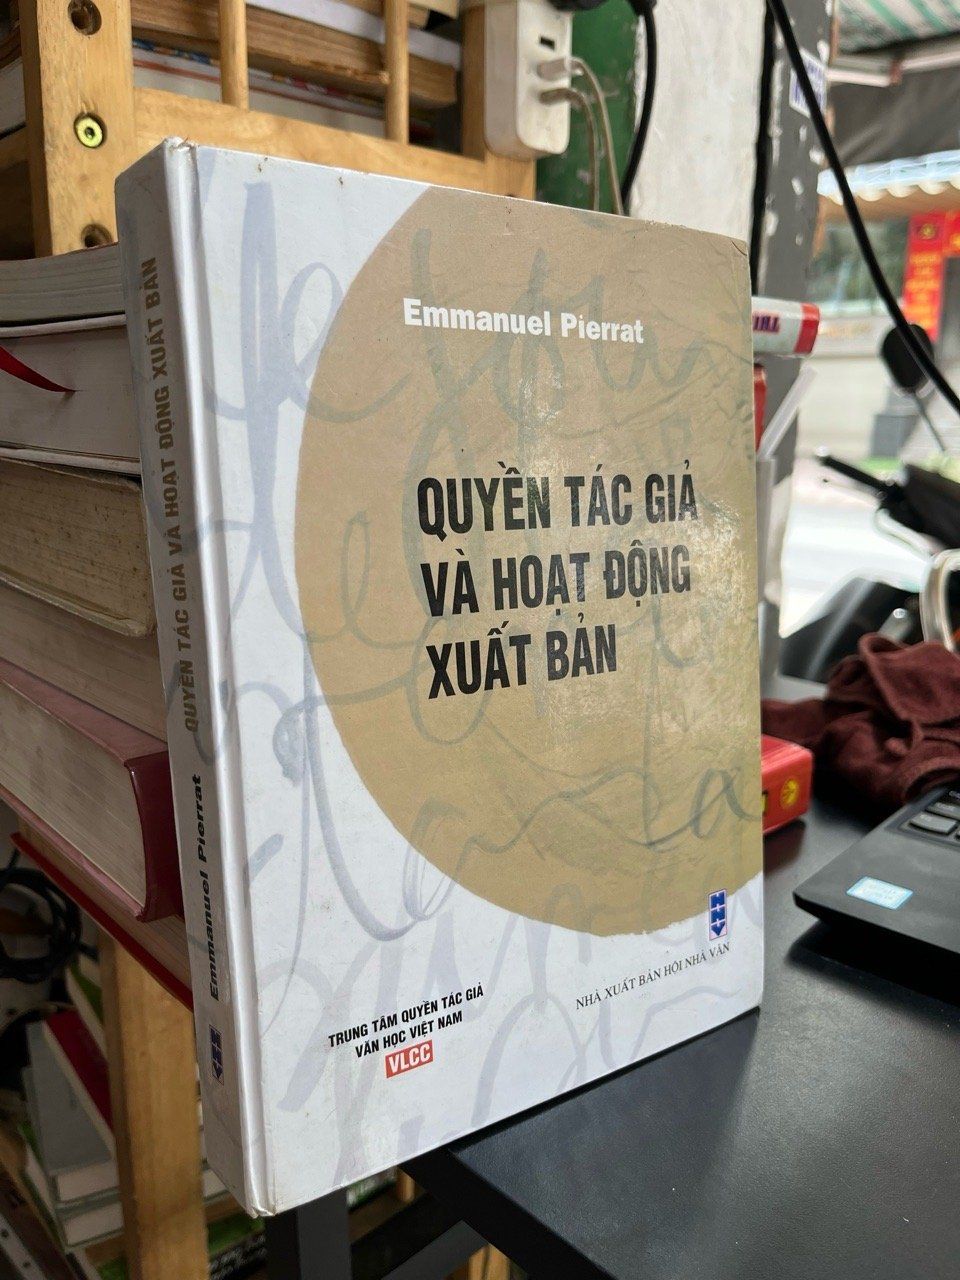 Emmanuel Pierrat
QUYỀN TÁC GIẢ
VÀ HOẠT ĐỘNG
XUẤT BẢN
NHÀ XUẤT BẢN HỘI NHÀ VĂN
TRUNG TÂM QUYỀN TÁC GIẢ
VĂN HỌC VIỆT NAM
VLCC
Emmanuel Pierrat QUYỀN TÁC GIẢ VÀ HOẠT ĐỘNG XUẤT BẢN